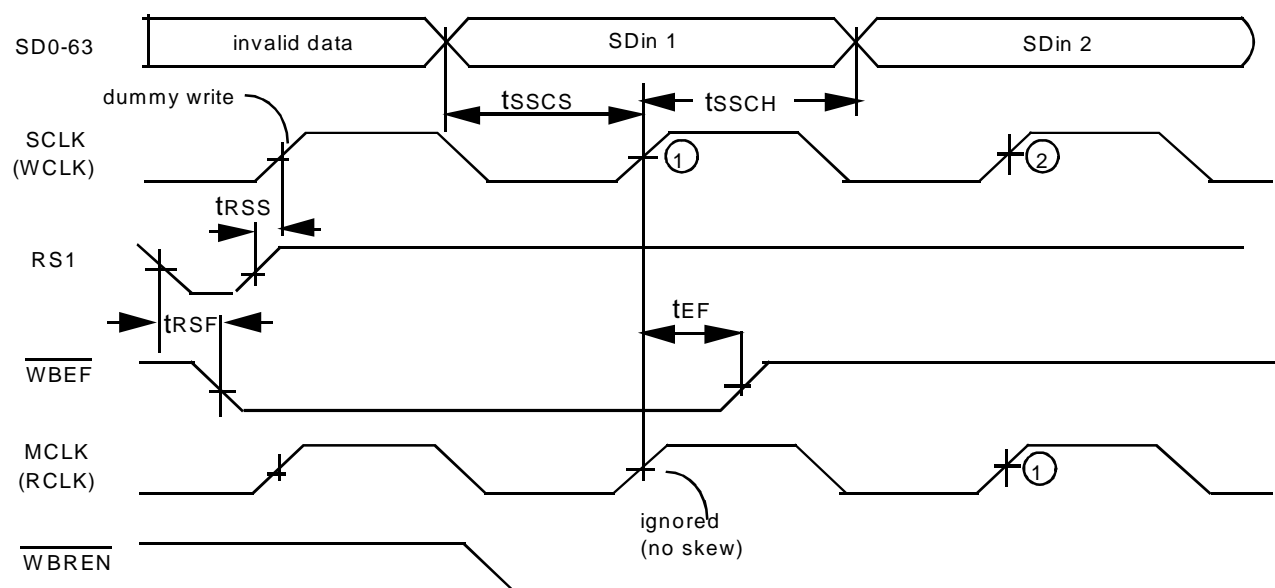 SD0-63
invalid data
SDin 1
SDin 2
dummy write
tSSCS
tSSCH
SCLK
(WCLK)
1
2
tRSS
RS1
tRSF
tEF
WBEF
MCLK
(RCLK)
1
ignored
(no skew)
WBREN